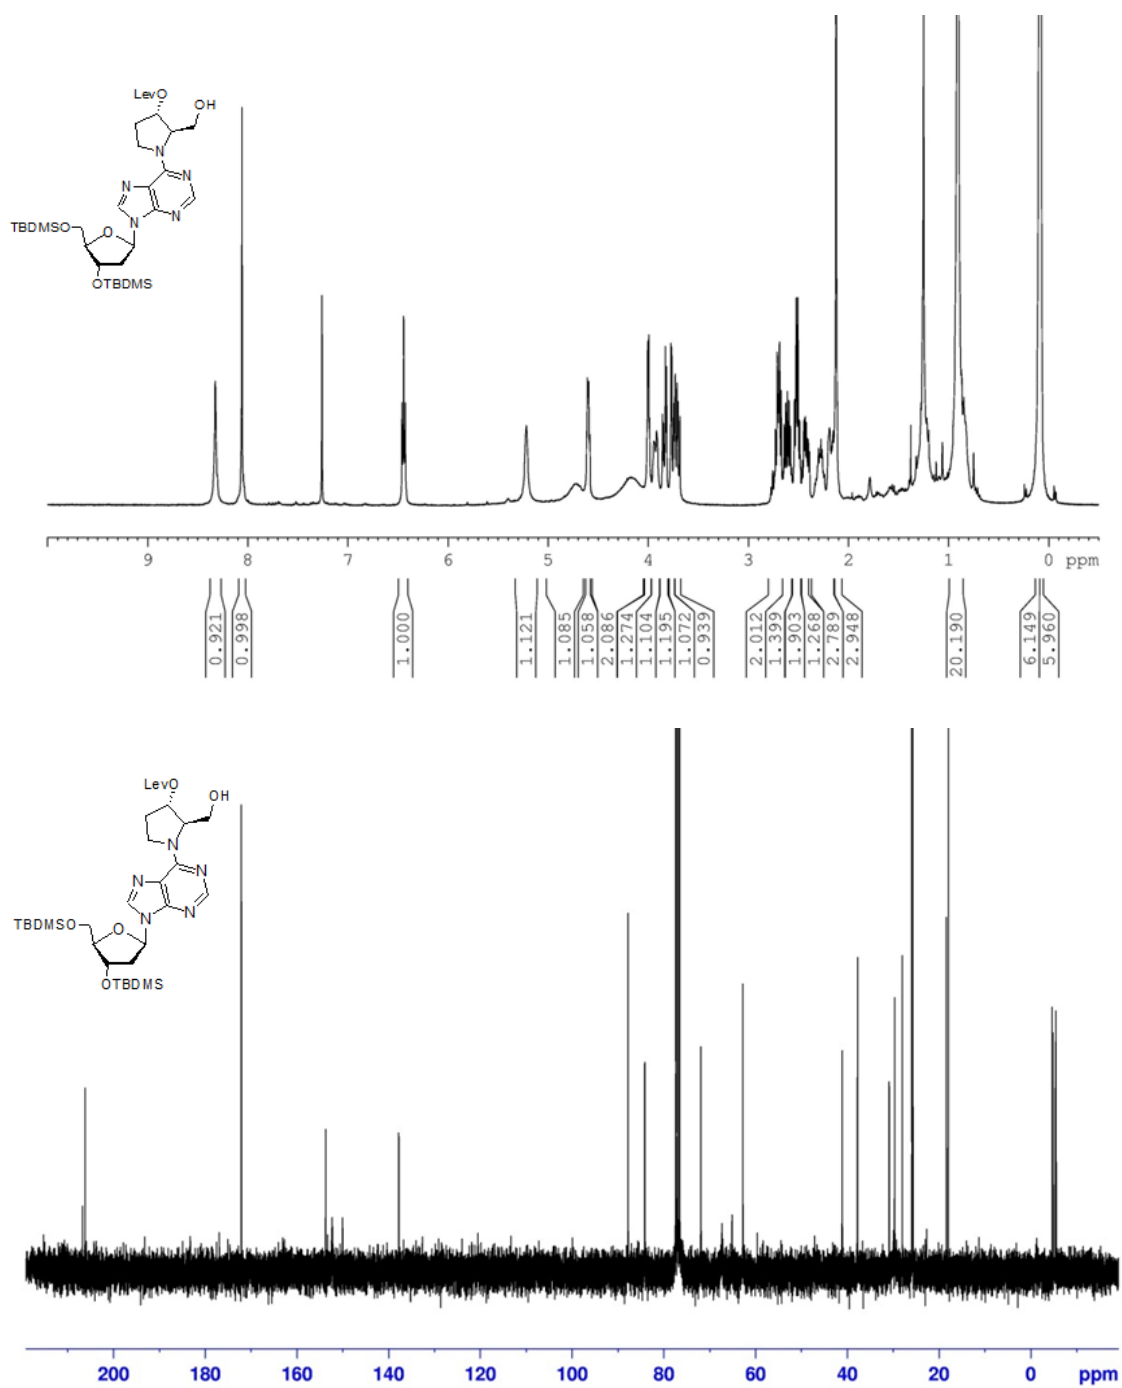 LevO
OH
N
N
N
N
N
TBDMSO
O
OTBDMS
9 8 7 6 5 4 3 2 1 0 ppm
0.921
0.998
1.000
1.121
1.085
1.058
2.086
1.274
1.104
1.195
1.072
0.939
2.012
1.399
1.903
1.268
2.789
2.948
20.190
6.149
5.960
LevO
OH
N
N
N
N
N
TBDMSO
O
OTBDMS
200 180 160 140 120 100 80 60 40 20 0 ppm